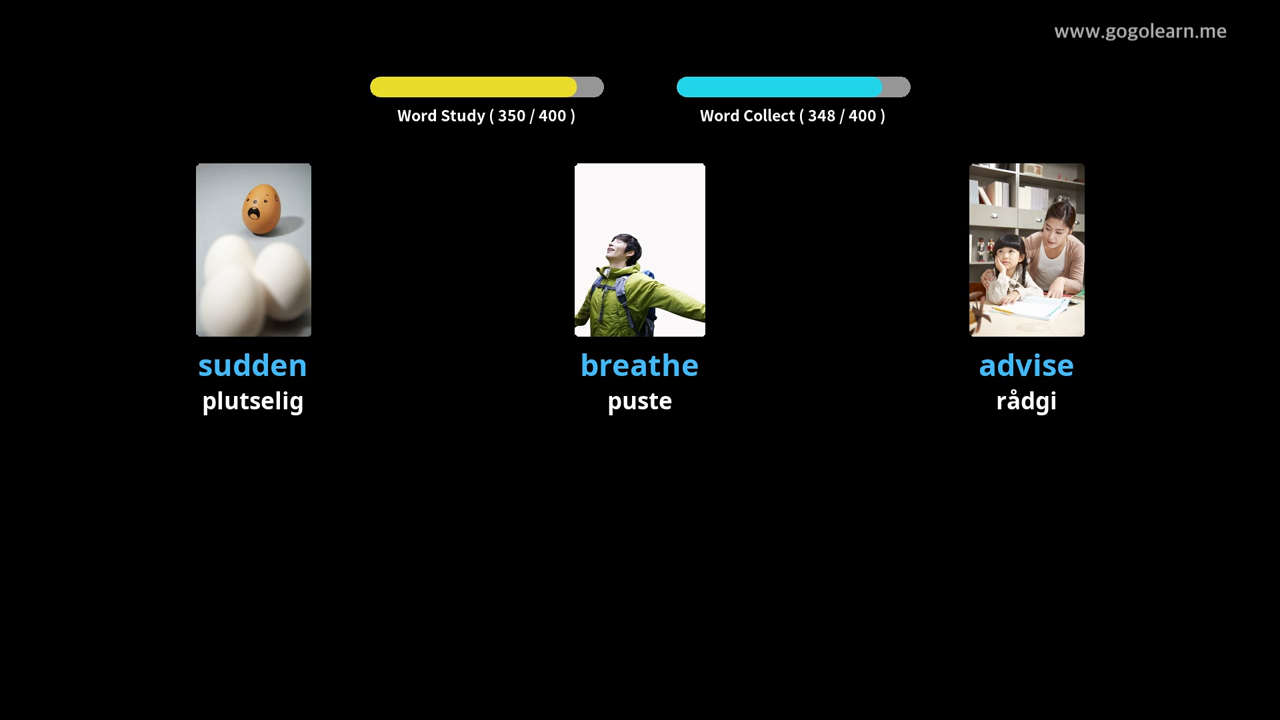 www.gogolearn.me
Word Study ( 350 / 400 )
Word Collect ( 348 / 400 )
sudden
plutselig
breathe
puste
advise
rådgi